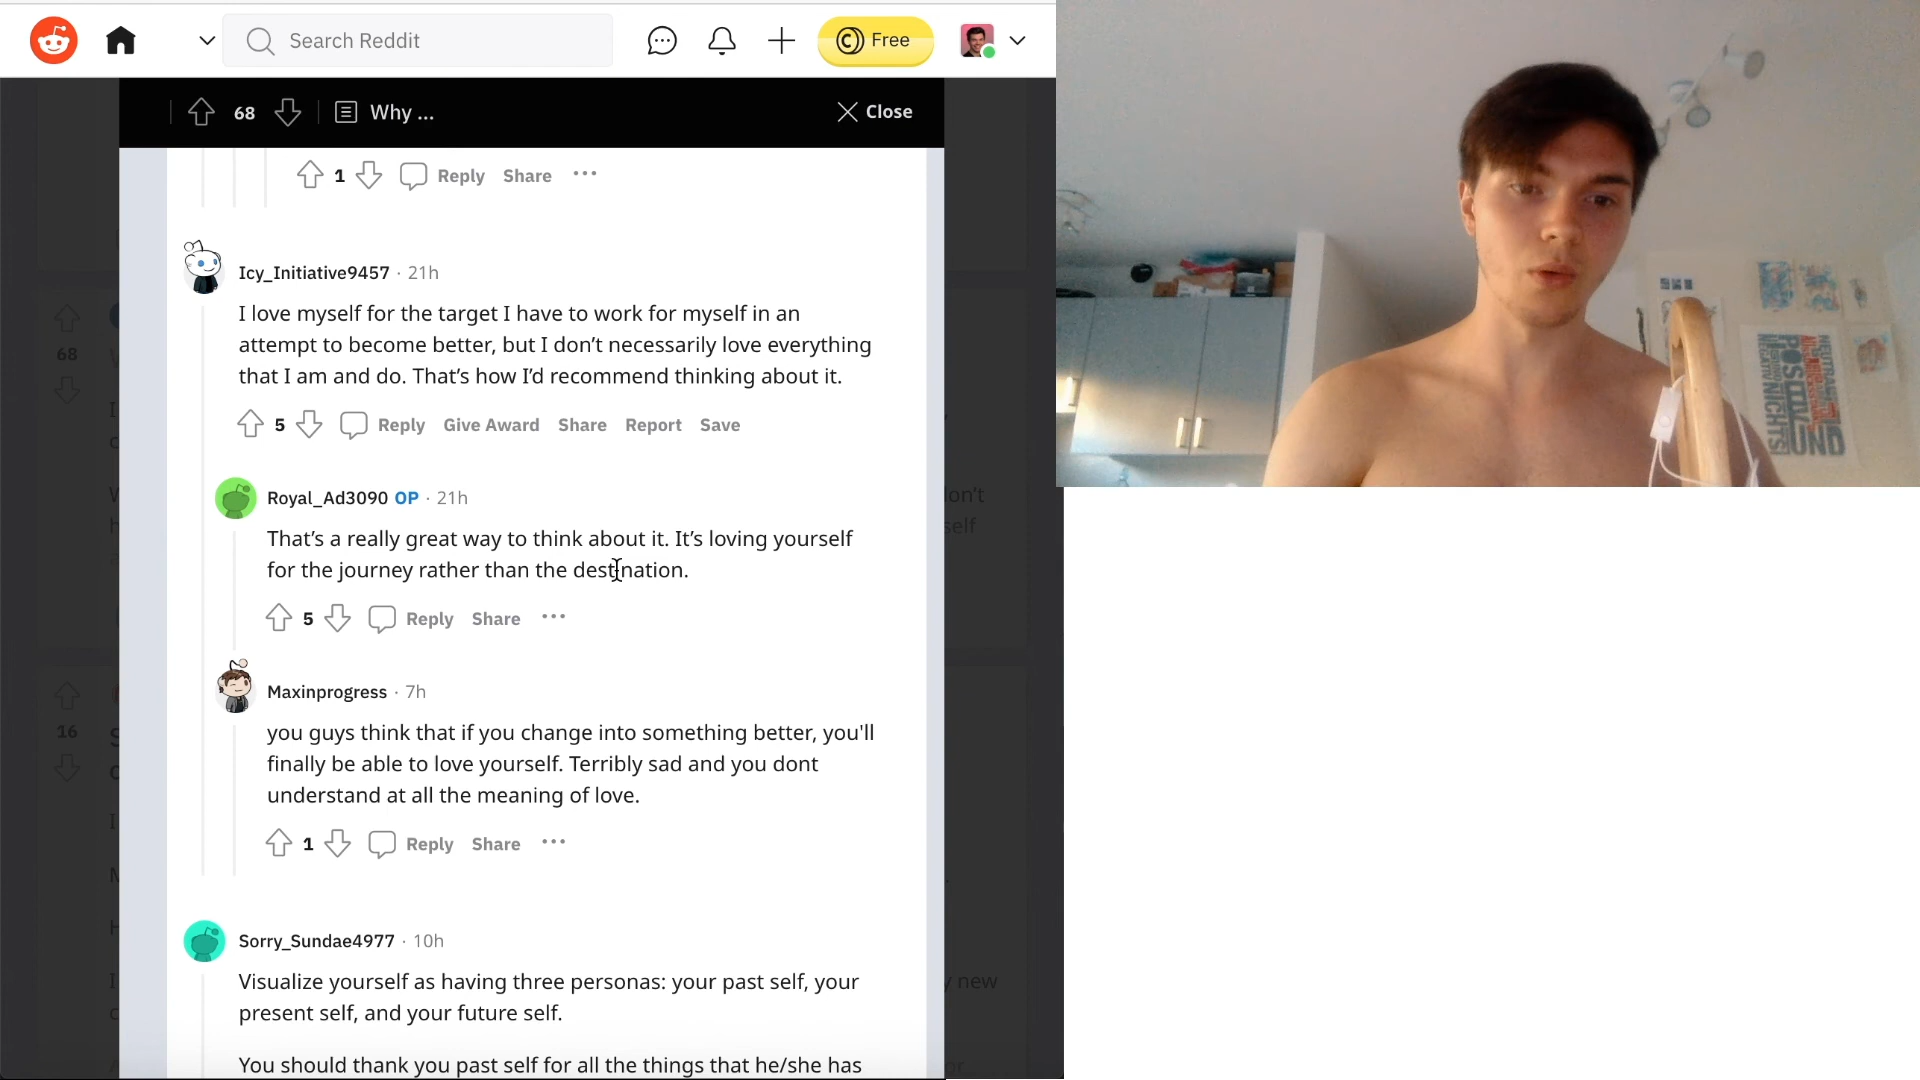 Search Reddit
Free
68
Why ...
Close
1
Reply
Share
Icy_Initiative9457 · 21h
I love myself for the target I have to work for myself in an
attempt to become better, but I don’t necessarily love everything
that I am and do. That’s how I’d recommend thinking about it.
5
Reply
Give Award
Share
Report
Save
Royal_Ad3090 OP · 21h
That’s a really great way to think about it. It’s loving yourself
for the journey rather than the destination.
5
Reply
Share
Maxinprogress · 7h
you guys think that if you change into something better, you'll
finally be able to love yourself. Terribly sad and you dont
understand at all the meaning of love.
1
Reply
Share
Sorry_Sundae4977 · 10h
Visualize yourself as having three personas: your past self, your
present self, and your future self.
You should thank you past self for all the things that he/she has
68
16
new